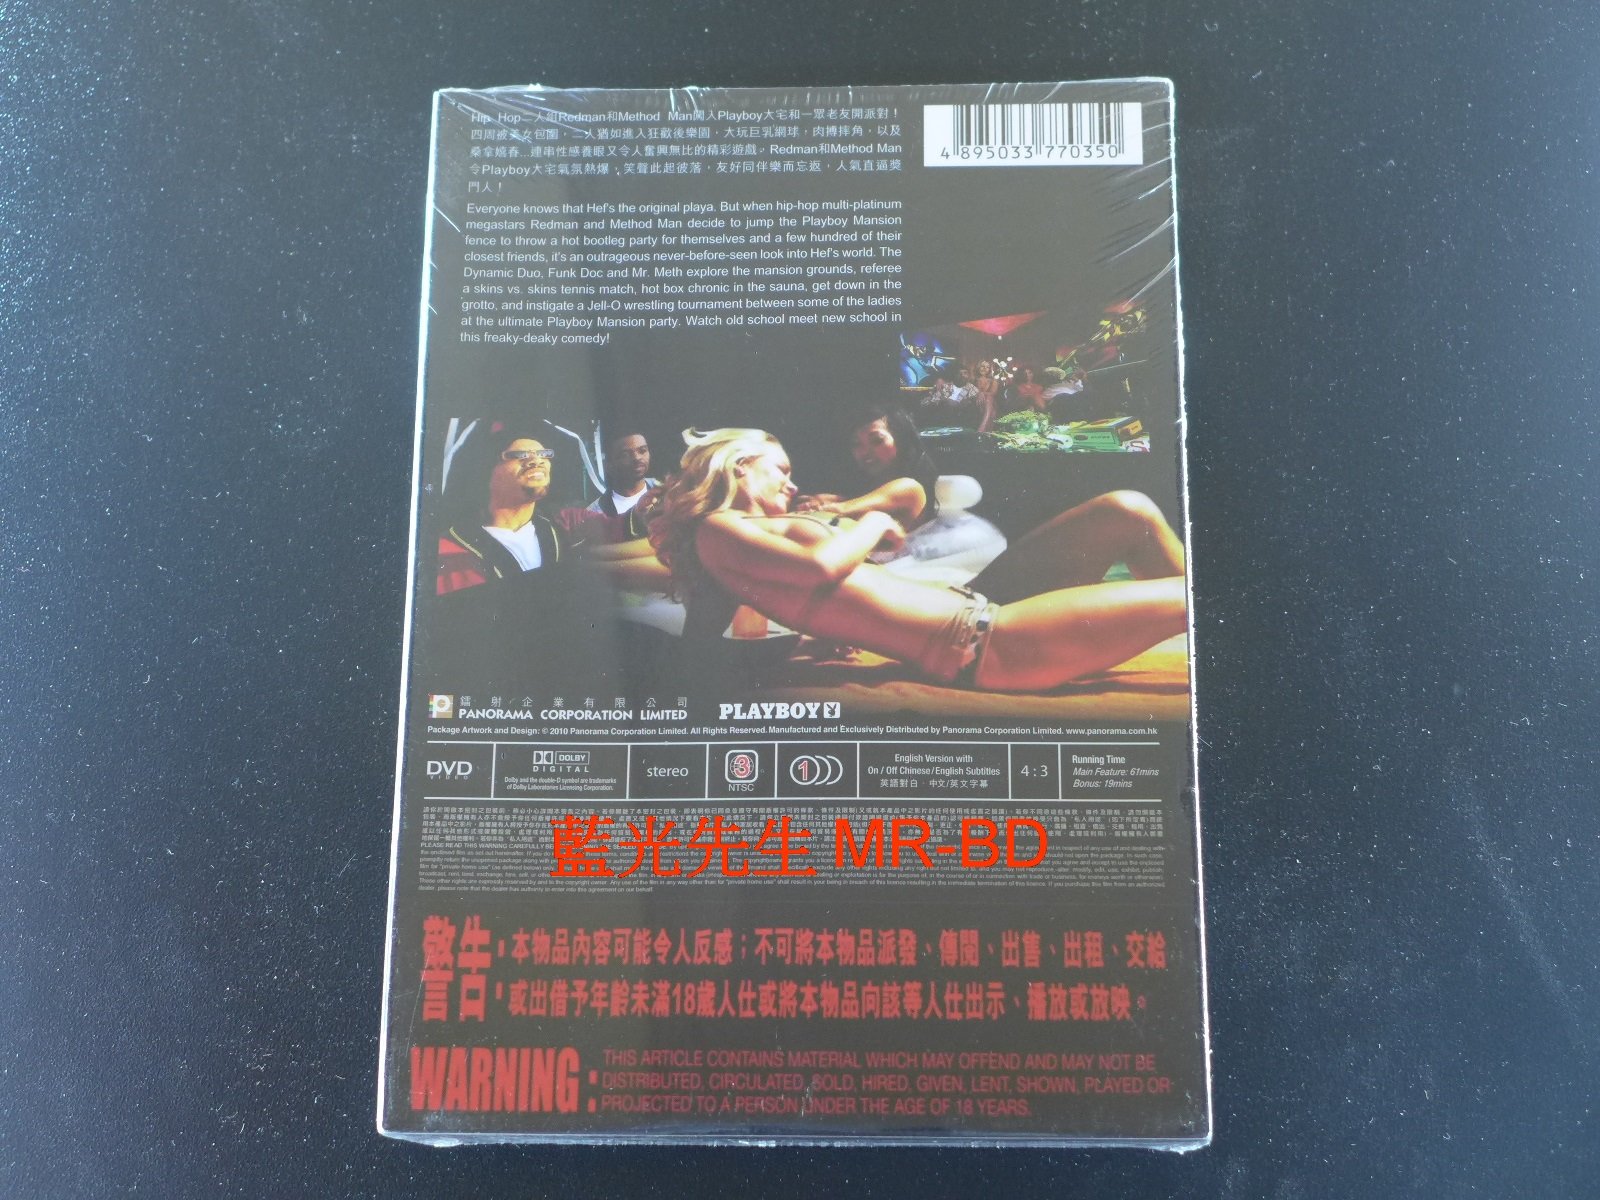 Hip Hop二人組Redman和Method Man闖入Playboy大宅和一眾老友開派對！
四周被美女包圍，二人猶如進入狂歡後樂園，大玩巨乳網球，肉搏摔角，以及
桑拿嬉春...連串性感養眼又令人奮興無比的精彩遊戲。Redman和Method Man
令Playboy大宅氣氛熱爆，笑聲此起彼落，友好同伴樂而忘返，人氣直逼獎
門人！
4 895033 770350
Everyone knows that Hef's the original playa. But when hip-hop multi-platinum
megastars Redman and Method Man decide to jump the Playboy Mansion
fence to throw a hot bootleg party for themselves and a few hundred of their
closest friends, it's an outrageous never-before-seen look into Hef's world. The
Dynamic Duo, Funk Doc and Mr. Meth explore the mansion grounds, referee
a skins vs. skins tennis match, hot box chronic in the sauna, get down in the
grotto, and instigate a Jell-O wrestling tournament between some of the ladies
at the ultimate Playboy Mansion party. Watch old school meet new school in
this freaky-deaky comedy!
鐳射企業有限公司
PANORAMA CORPORATION LIMITED
PLAYBOY
Package Artwork and Design: © 2010 Panorama Corporation Limited. All Rights Reserved. Manufactured and Exclusively Distributed by Panorama Corporation Limited. www.panorama.com.hk
DVD
VIDEO
DOLBY
DIGITAL
Dolby and the double-D symbol are trademarks
of Dolby Laboratories Licensing Corporation.
stereo
3
NTSC
1
English Version with
On / Off Chinese/English Subtitles
英語對白．中文/英文字幕
4:3
Running Time
Main Feature: 61mins
Bonus: 19mins
藍光先生 MR-BD
警告：本物品內容可能令人反感；不可將本物品派發、傳閱、出售、出租、交給
或出借予年齡未滿18歲人仕或將本物品向該等人仕出示、播放或放映。
WARNING: THIS ARTICLE CONTAINS MATERIAL WHICH MAY OFFEND AND MAY NOT BE
DISTRIBUTED, CIRCULATED, SOLD, HIRED, GIVEN, LENT, SHOWN, PLAYED OR
PROJECTED TO A PERSON UNDER THE AGE OF 18 YEARS.